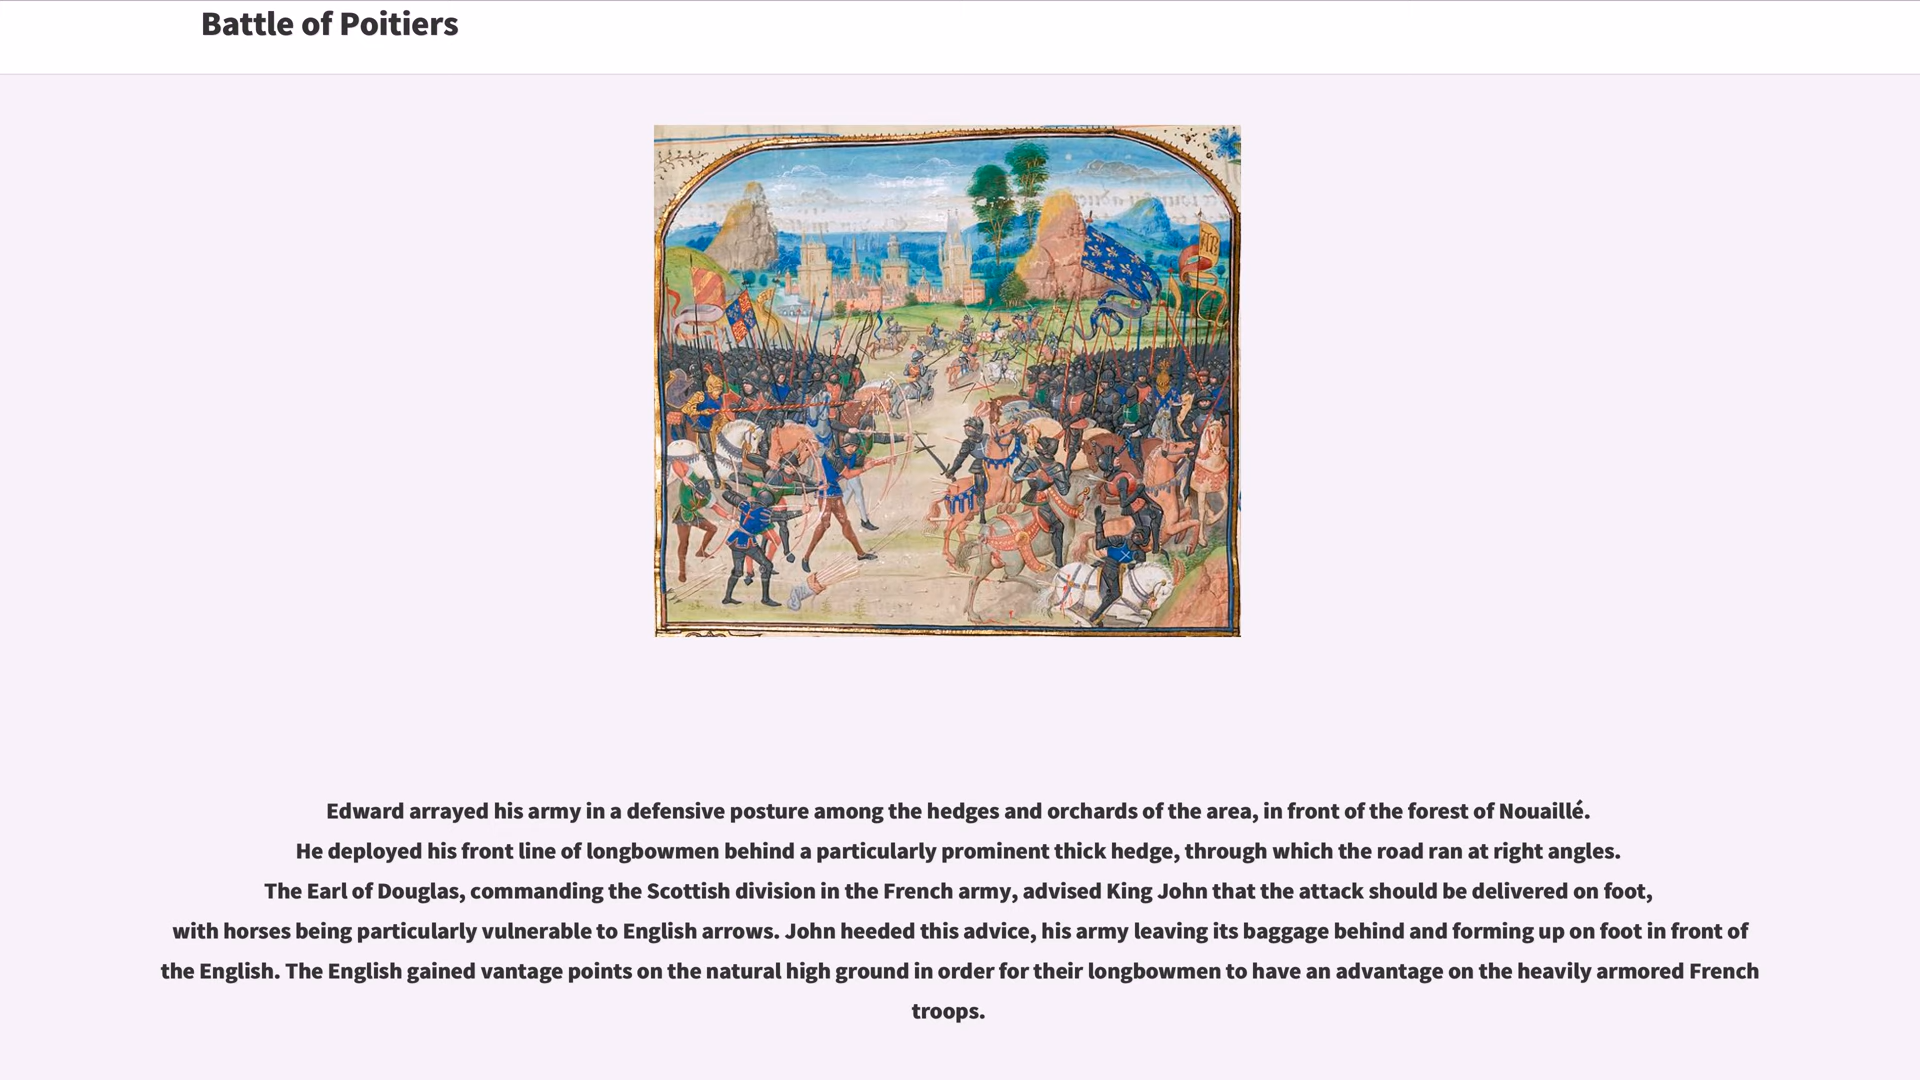 Battle of Poitiers
Edward arrayed his army in a defensive posture among the hedges and orchards of the area, in front of the forest of Nouaillé.
He deployed his front line of longbowmen behind a particularly prominent thick hedge, through which the road ran at right angles.
The Earl of Douglas, commanding the Scottish division in the French army, advised King John that the attack should be delivered on foot,
with horses being particularly vulnerable to English arrows. John heeded this advice, his army leaving its baggage behind and forming up on foot in front of
the English. The English gained vantage points on the natural high ground in order for their longbowmen to have an advantage on the heavily armored French
troops.